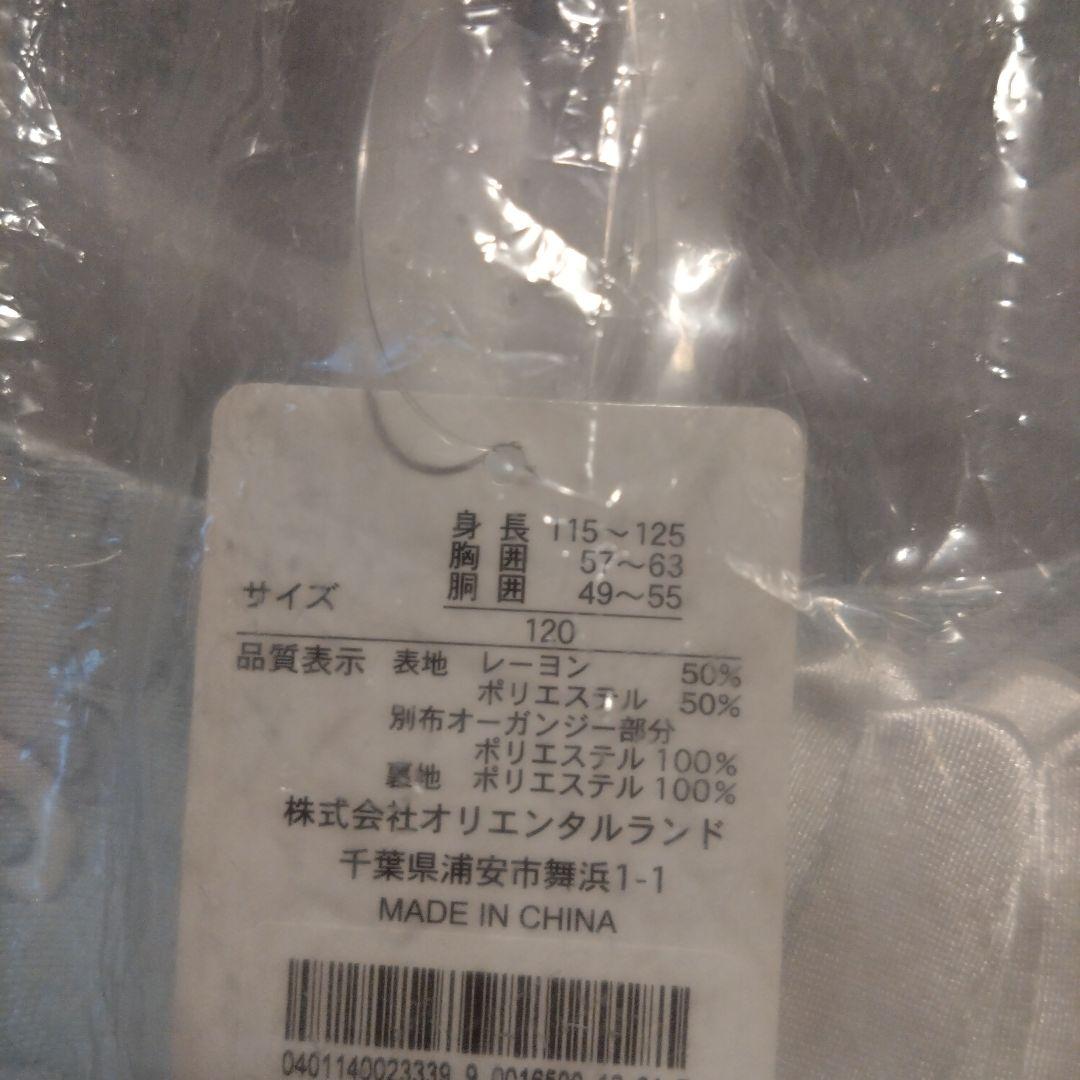 身長 115～125
胸囲 57～63
胴囲 49～55
サイズ
120
品質表示 表地 レーヨン 50%
ポリエステル 50%
別布オーガンジー部分
ポリエステル 100%
裏地 ポリエステル 100%
株式会社オリエンタルランド
千葉県浦安市舞浜1-1
MADE IN CHINA
0401140023339